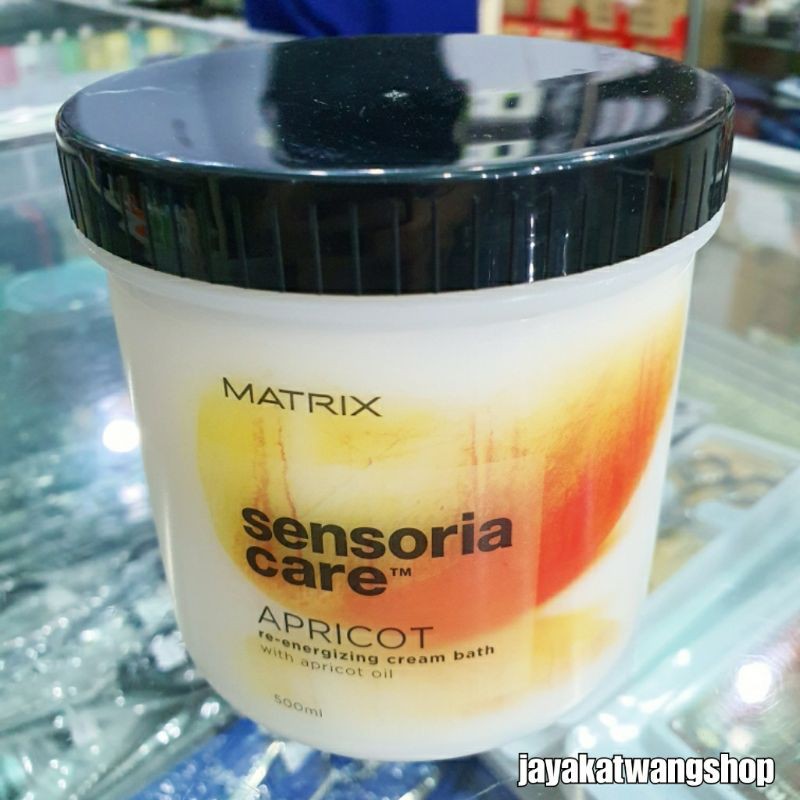 MATRIX
sensoria
care™
APRICOT
re-energizing cream bath
with apricot oil
500ml
jayakatwangshop